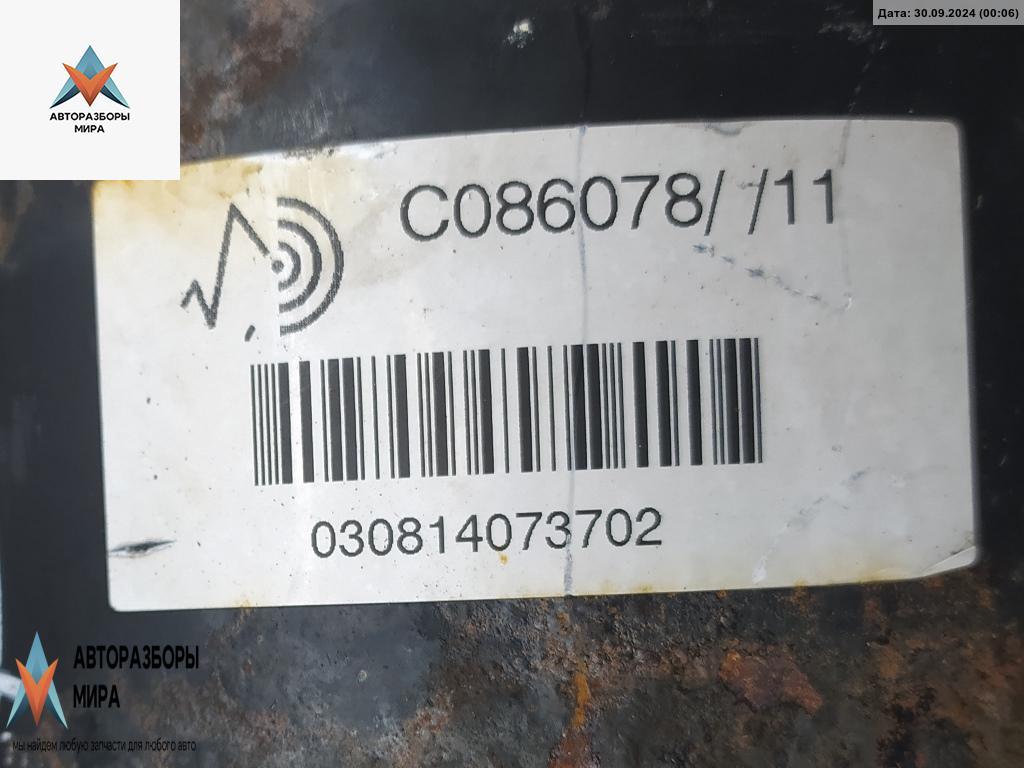 Дата: 30.09.2024 (00:06)
АВТОРАЗБОРЫ
МИРА
C086078/ /11
030814073702
АВТОРАЗБОРЫ
МИРА
мы найдем любую запчасти для любого авто